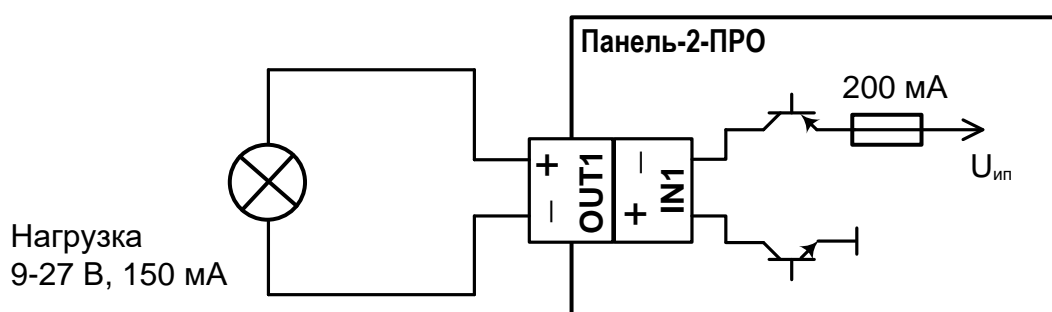 Панель-2-ПРО
200 мА
Uип
+
−
OUT1
−
+
IN1
Нагрузка
9-27 В, 150 мА